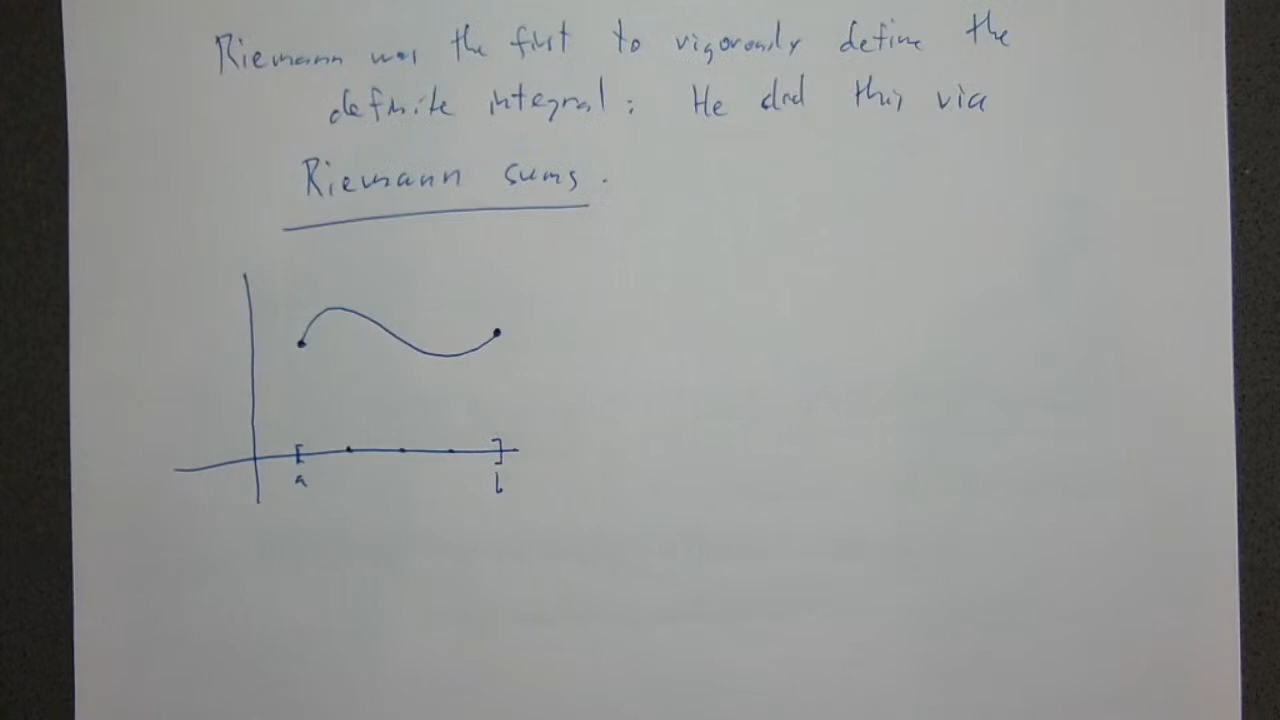 Riemann was the first to rigorously define the
definite integral; He did this via
Riemann sums.
[ ]
a b